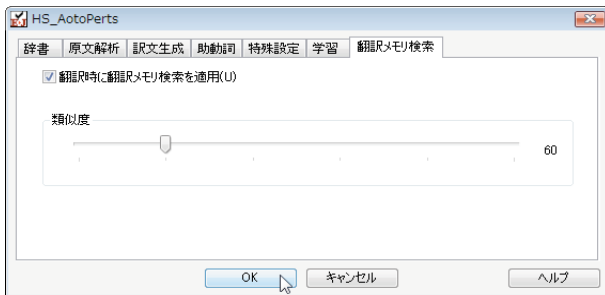 HS_AotoPerts
辞書 原文解析 訳文生成 助動詞 特殊設定 学習 翻訳メモリ検索
翻訳時に翻訳メモリ検索を適用(U)
類似度
60
OK キャンセル ヘルプ